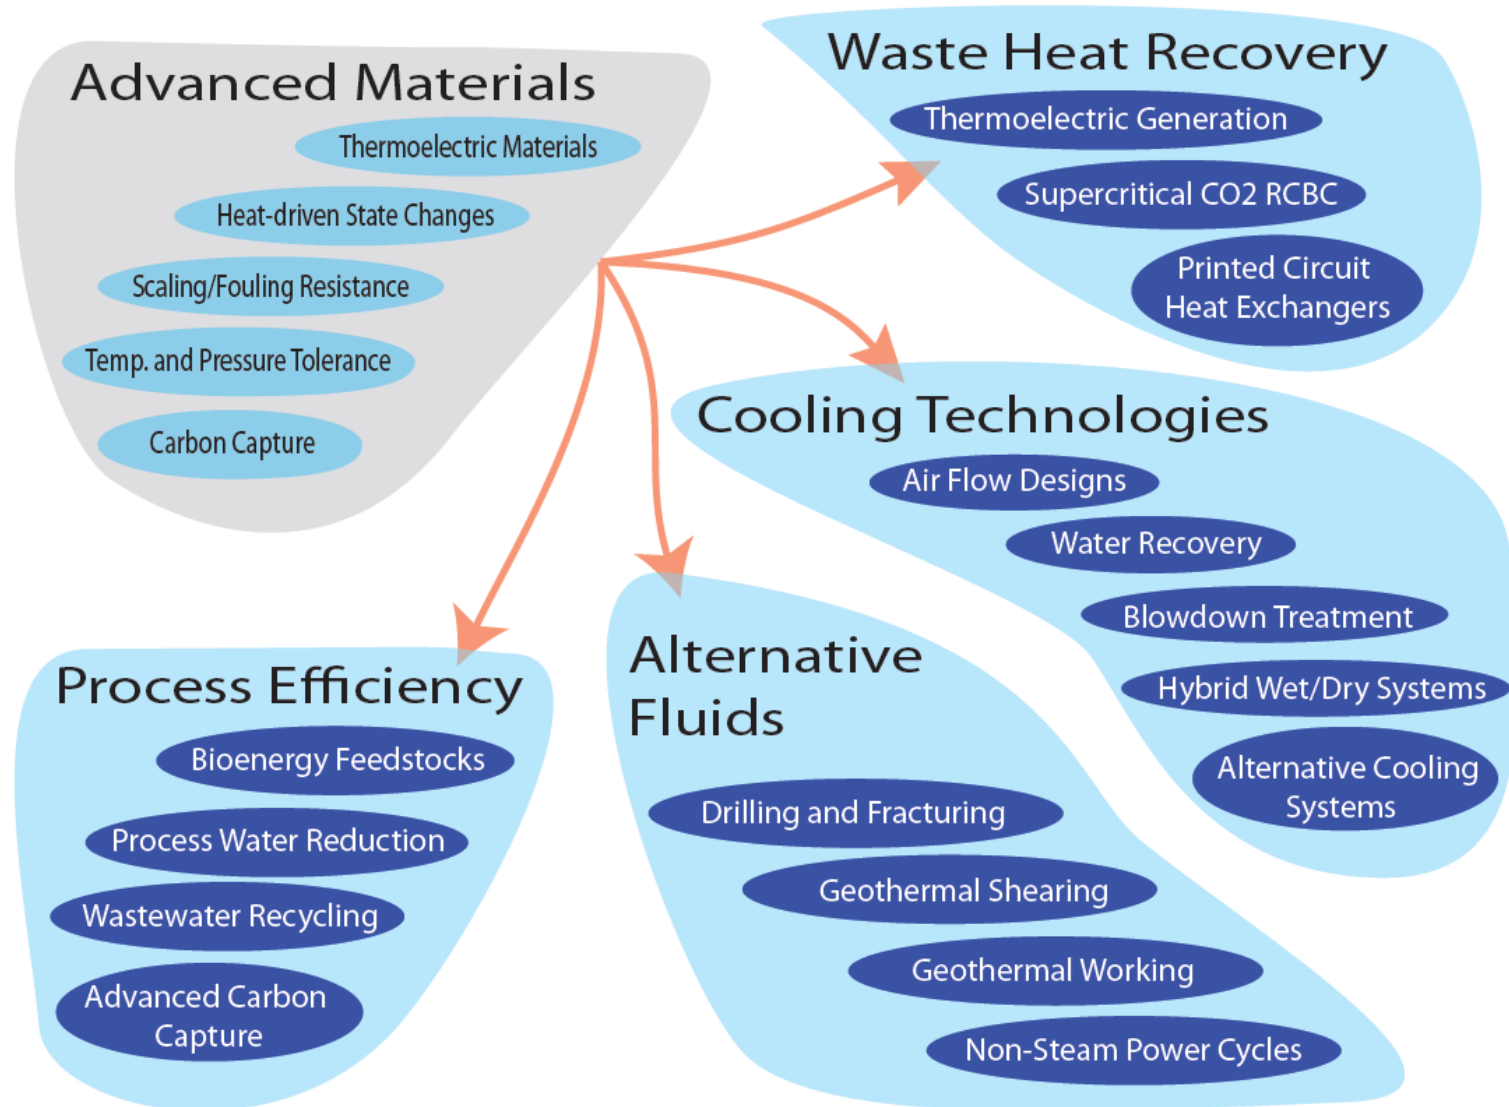 Advanced Materials
Thermoelectric Materials
Heat-driven State Changes
Scaling/Fouling Resistance
Temp. and Pressure Tolerance
Carbon Capture
Waste Heat Recovery
Thermoelectric Generation
Supercritical CO2 RCBC
Printed Circuit
Heat Exchangers
Cooling Technologies
Air Flow Designs
Water Recovery
Blowdown Treatment
Hybrid Wet/Dry Systems
Alternative Cooling
Systems
Process Efficiency
Bioenergy Feedstocks
Process Water Reduction
Wastewater Recycling
Advanced Carbon
Capture
Alternative
Fluids
Drilling and Fracturing
Geothermal Shearing
Geothermal Working
Non-Steam Power Cycles